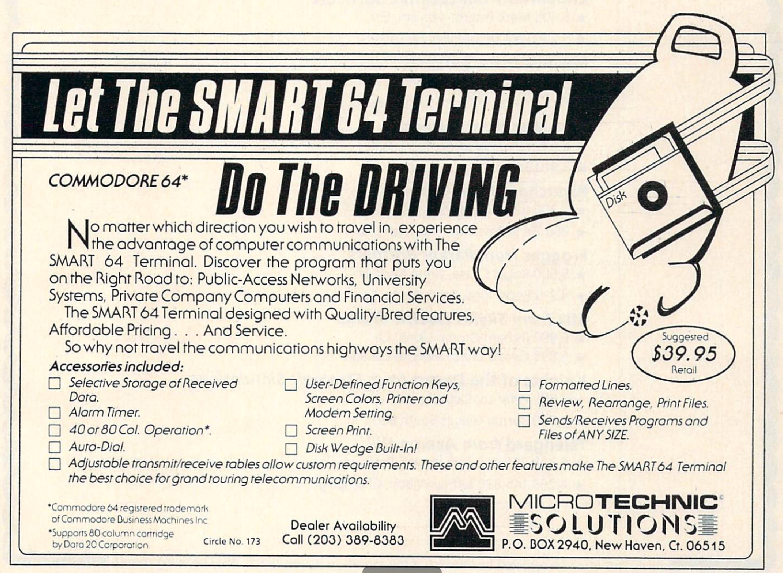 Let The SMART 64 Terminal
COMMODORE 64*
Do The DRIVING
Disk
No matter which direction you wish to travel in, experience
the advantage of computer communications with The
SMART 64 Terminal. Discover the program that puts you
on the Right Road to: Public-Access Networks, University
Systems, Private Company Computers and Financial Services.
The SMART 64 Terminal designed with Quality-Bred features,
Affordable Pricing . . . And Service.
So why not travel the communications highways the SMART way!
Suggested
$39.95
Retail
Accessories included:
Selective Storage of Received
Data.
Alarm Timer.
40 or 80 Col. Operation*.
Auto-Dial.
User-Defined Function Keys,
Screen Colors, Printer and
Modem Setting.
Screen Print.
Disk Wedge Built-In!
Formatted Lines.
Review, Rearrange, Print Files.
Sends/Receives Programs and
Files of ANY SIZE.
Adjustable transmit/receive tables allow custom requirements. These and other features make The SMART 64 Terminal
the best choice for grand touring telecommunications.
*Commodore 64 registered trademark
of Commodore Business Machines Inc
*Supports 80-column cartridge
by Data 20 Corporation.
Circle No. 173
Dealer Availability
Call (203) 389-8383
MICROTECHNIC
SOLUTIONS
P.O. BOX 2940, New Haven, Ct. 06515